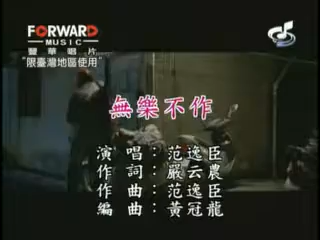 FORWARD
MUSIC
豐華唱片
"限臺灣地區使用"
無樂不作
演唱：范逸臣
作詞：嚴云農
作曲：范逸臣
編曲：黃冠龍